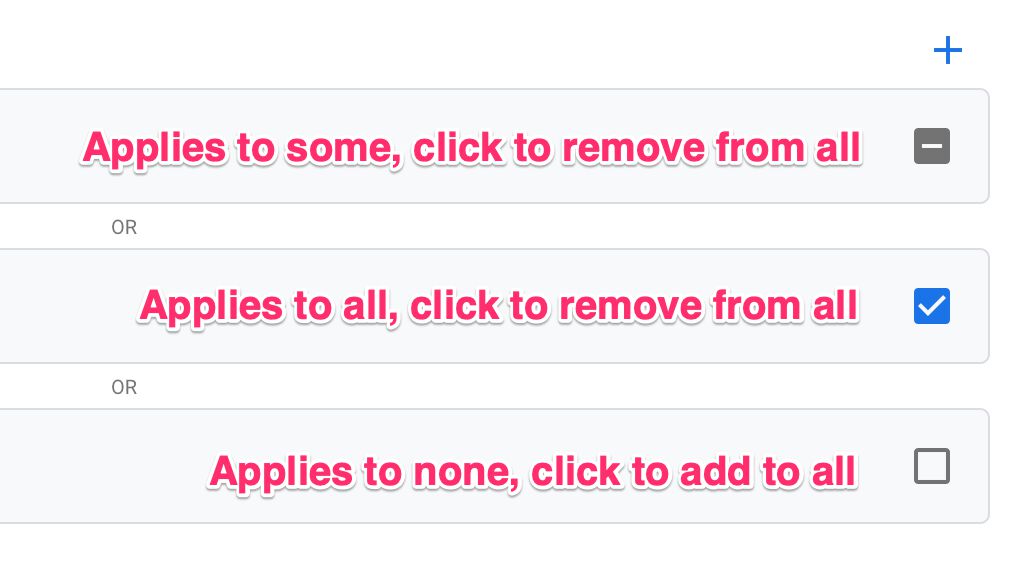 Applies to some, click to remove from all
OR
Applies to all, click to remove from all
OR
Applies to none, click to add to all